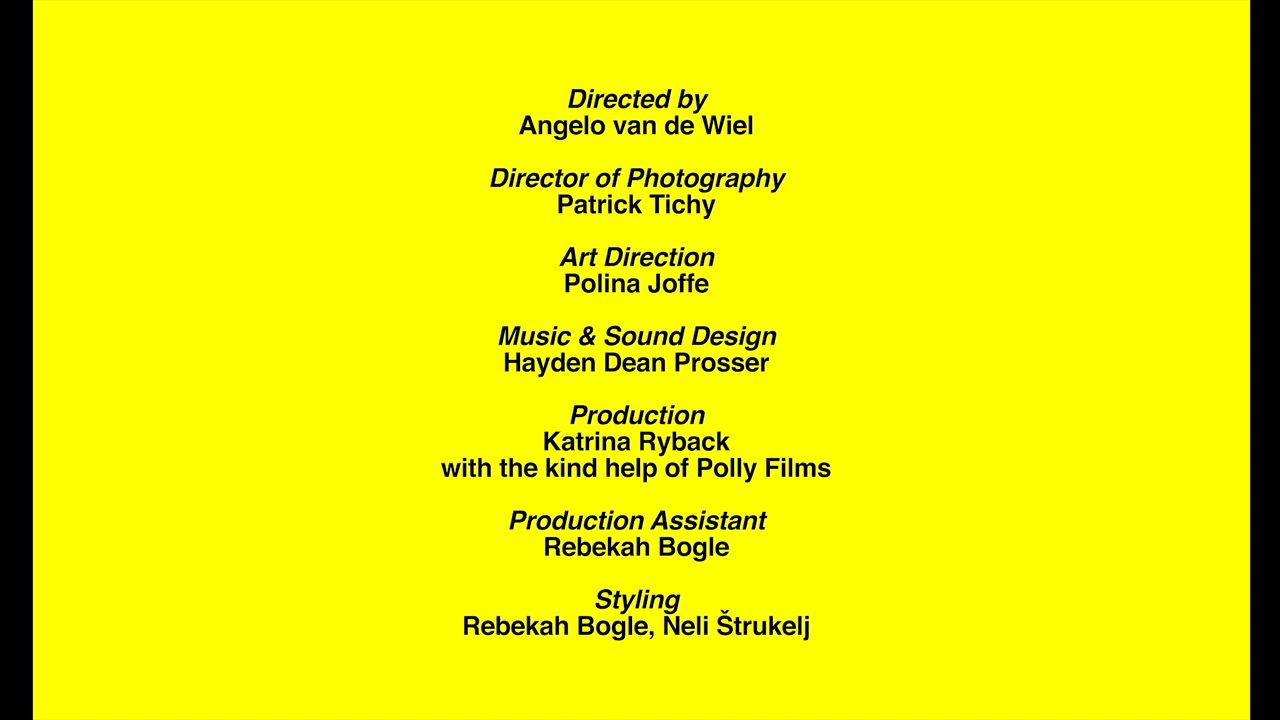 Directed by
Angelo van de Wiel
Director of Photography
Patrick Tichy
Art Direction
Polina Joffe
Music & Sound Design
Hayden Dean Prosser
Production
Katrina Ryback
with the kind help of Polly Films
Production Assistant
Rebekah Bogle
Styling
Rebekah Bogle, Neli Štrukelj